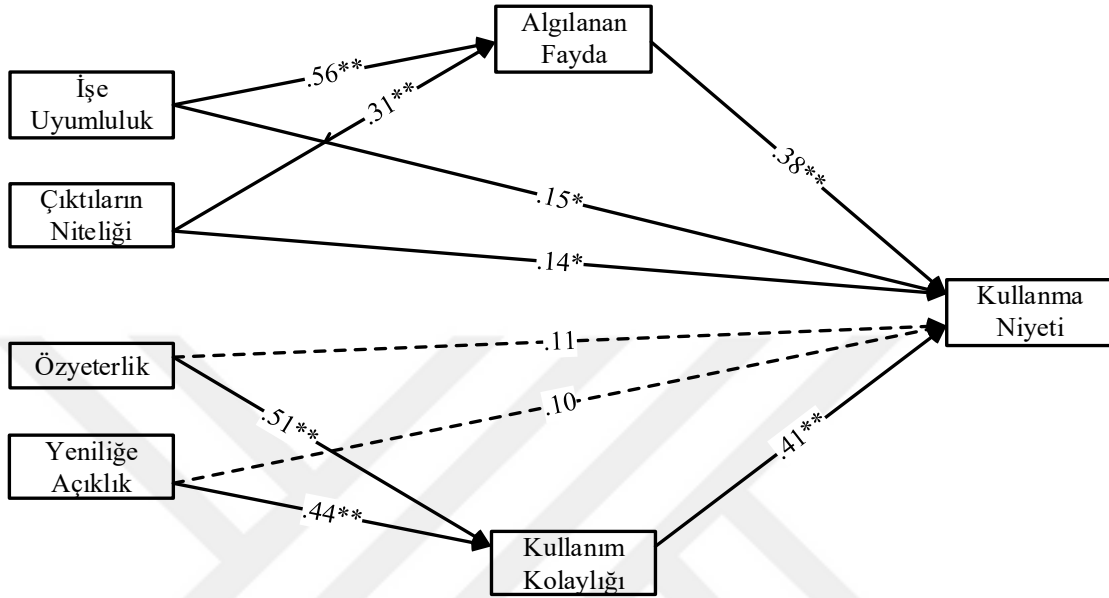 Algılanan
Fayda
İşe
Uyumluluk
.56**
.31**
.38**
Çıktıların
Niteliği
.15*
.14*
Kullanma
Niyeti
Özyeterlik
.11
.10
.51**
.41**
Yeniliğe
Açıklık
.44**
Kullanım
Kolaylığı